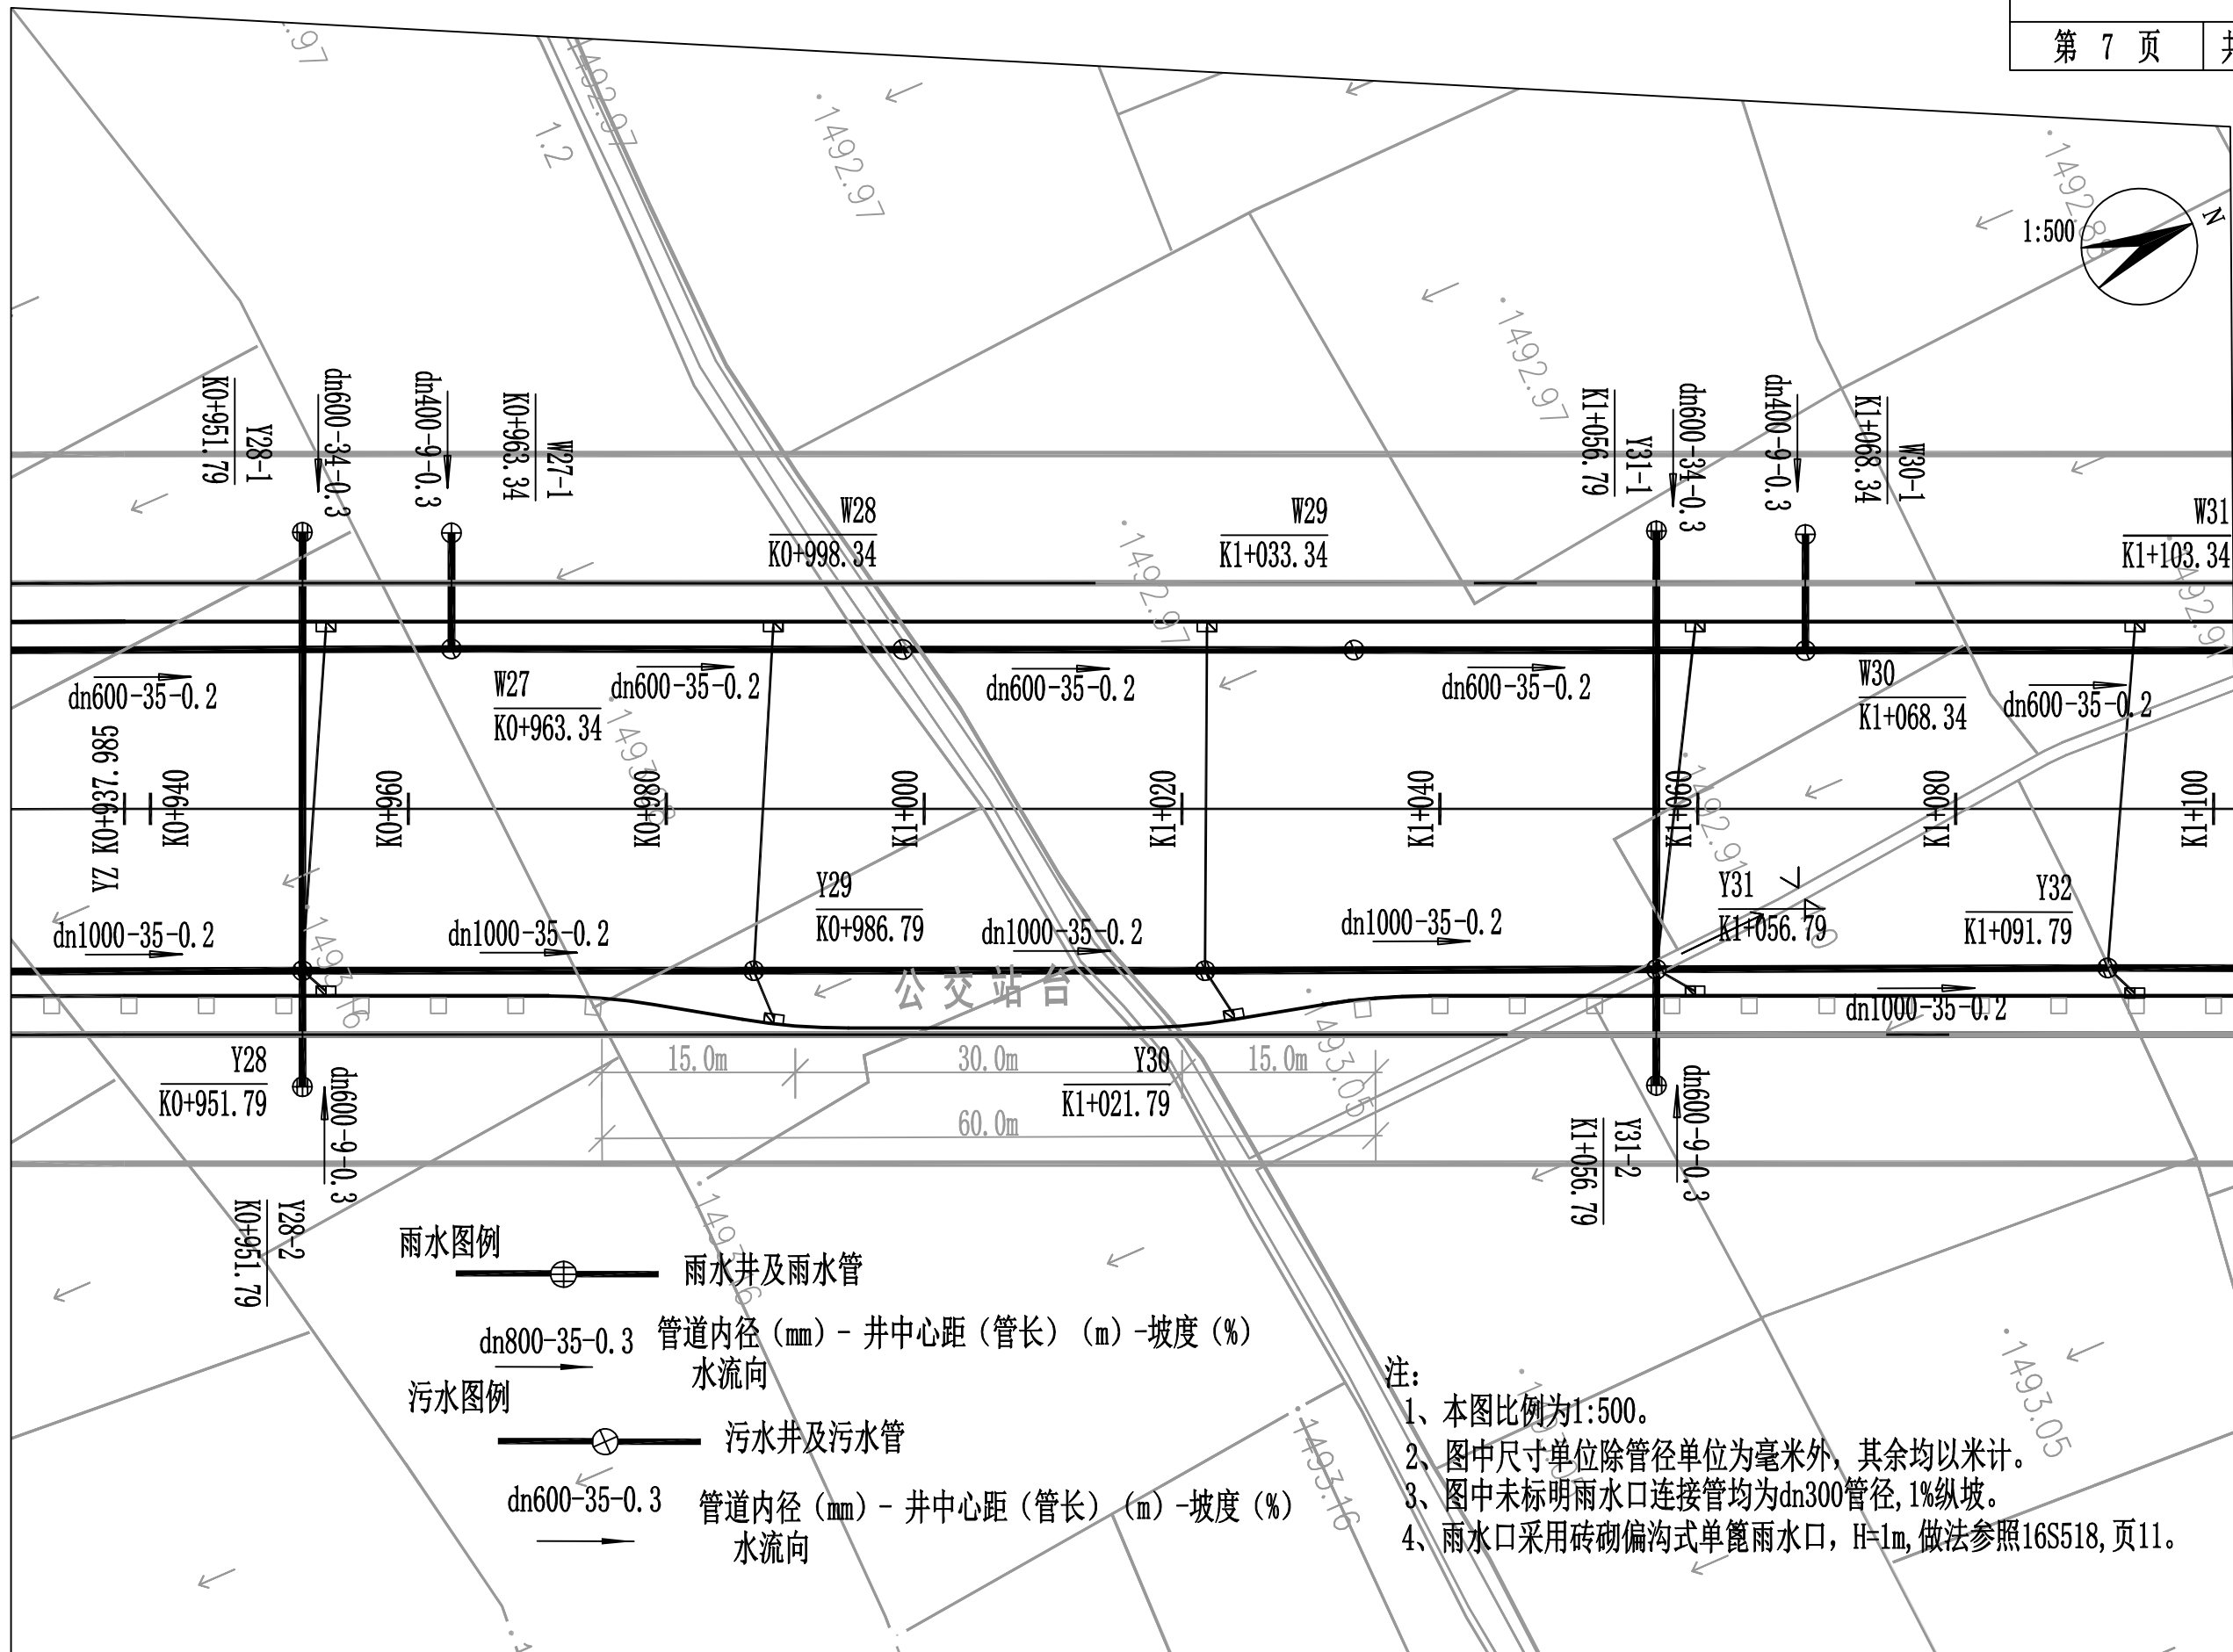 第 7 页
.97
1492.97
1.2
1492.97
1492.88
1:500
N
1492.97
K0+951.79
Y28-1
dn600-34-0.3
dn400-9-0.3
K0+963.34
W27-1
K1+056.79
Y31-1
dn600-34-0.3
dn400-9-0.3
K1+068.34
W30-1
W28
K0+998.34
W29
K1+033.34
W31
K1+103.34
1492.97
1492.97
dn600-35-0.2
W27
K0+963.34
dn600-35-0.2
dn600-35-0.2
dn600-35-0.2
W30
K1+068.34
dn600-35-0.2
YZ K0+937.985
K0+940
K0+960
K0+980
K1+000
K1+020
K1+040
K1+060
K1+080
K1+100
1492.91
Y29
K0+986.79
Y31
K1+056.79
Y32
K1+091.79
dn1000-35-0.2
dn1000-35-0.2
dn1000-35-0.2
dn1000-35-0.2
dn1000-35-0.2
1493.16
公交站台
1493.05
Y28
K0+951.79
dn600-9-0.3
15.0m
30.0m
15.0m
60.0m
Y30
K1+021.79
K1+056.79
Y31-2
dn600-9-0.3
K0+951.79
Y28-2
1493.16
雨水图例
雨水井及雨水管
dn800-35-0.3 管道内径(mm)- 井中心距(管长)(m)-坡度(%)
水流向
污水图例
污水井及污水管
dn600-35-0.3 管道内径(mm)- 井中心距(管长)(m)-坡度(%)
水流向
1493.16
1493.05
注:
1、本图比例为1:500。
2、图中尺寸单位除管径单位为毫米外，其余均以米计。
3、图中未标明雨水口连接管均为dn300管径,1%纵坡。
4、雨水口采用砖砌偏沟式单篦雨水口，H=1m,做法参照16S518,页11。